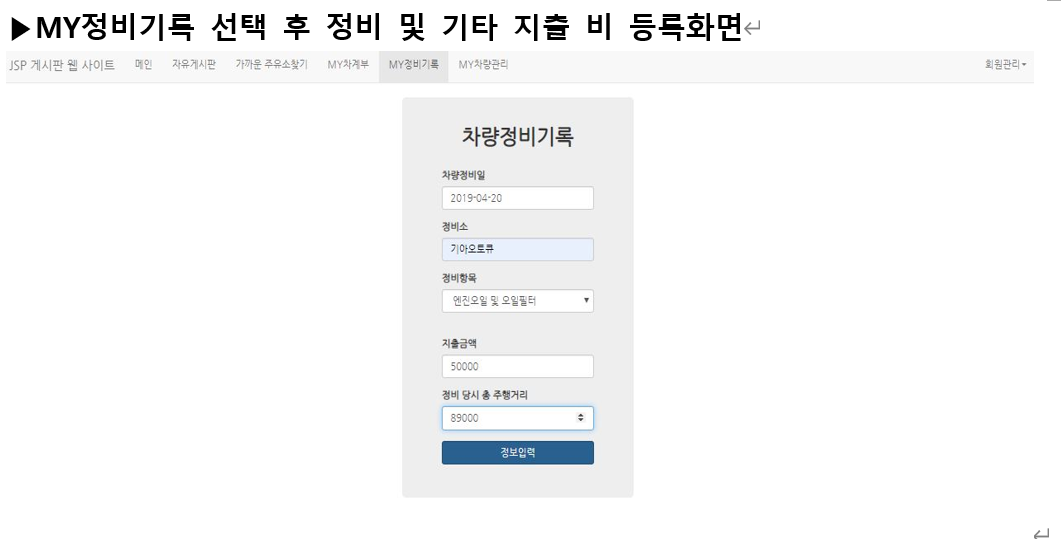 ▶MY정비기록 선택 후 정비 및 기타 지출 비 등록화면↵
JSP 게시판 웹 사이트 메인 자유게시판 가까운 주유소찾기 MY차계부 MY정비기록 MY차량관리 회원관리▾
차량정비기록
차량정비일
2019-04-20
정비소
기아오토큐
정비항목
엔진오일 및 오일필터
지출금액
50000
정비 당시 총 주행거리
89000
정보입력